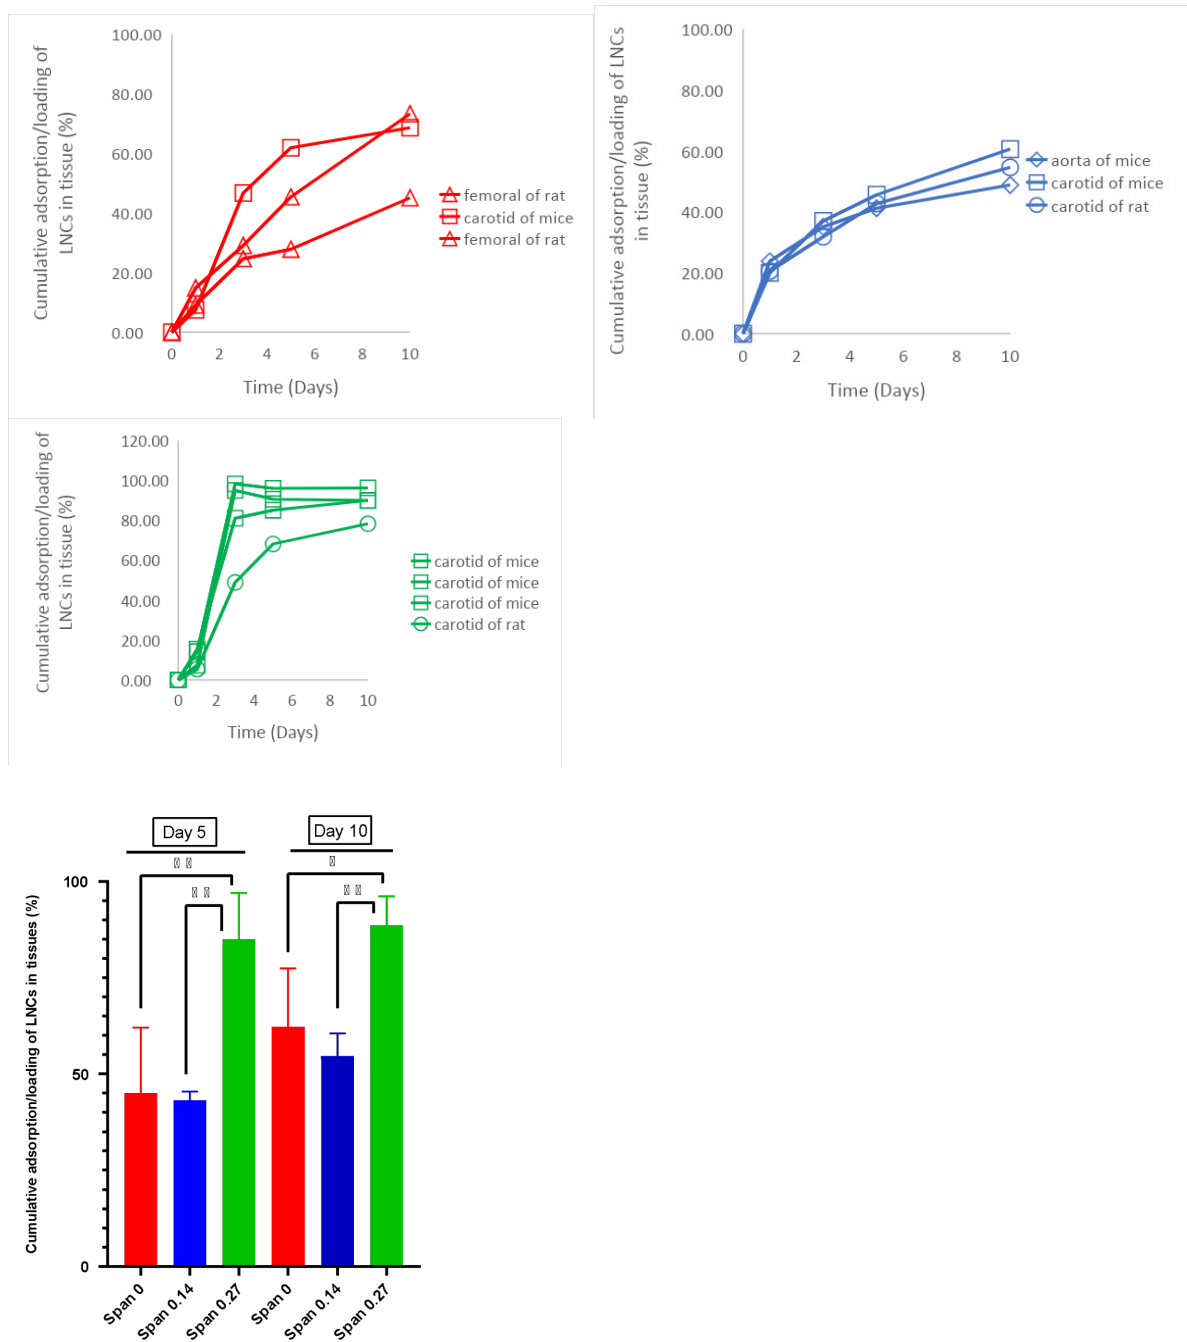 Cumulative adsorption/loading of
LNCs in tissue (%)
100.00
80.00
60.00
40.00
20.00
0.00
0 2 4 6 8 10
Time (Days)
femoral of rat
carotid of mice
femoral of rat
Cumulative adsorption/loading of LNCs
in tissue (%)
100.00
80.00
60.00
40.00
20.00
0.00
0 2 4 6 8 10
Time (Days)
aorta of mice
carotid of mice
carotid of rat
Cumulative adsorption/loading of
LNCs in tissue (%)
120.00
100.00
80.00
60.00
40.00
20.00
0.00
0 2 4 6 8 10
Time (Days)
carotid of mice
carotid of mice
carotid of mice
carotid of rat
Day 5 Day 10
Cumulative adsorption/loading of LNCs in tissues (%)
100
50
0
Span 0 Span 0.14 Span 0.27 Span 0 Span 0.14 Span 0.27